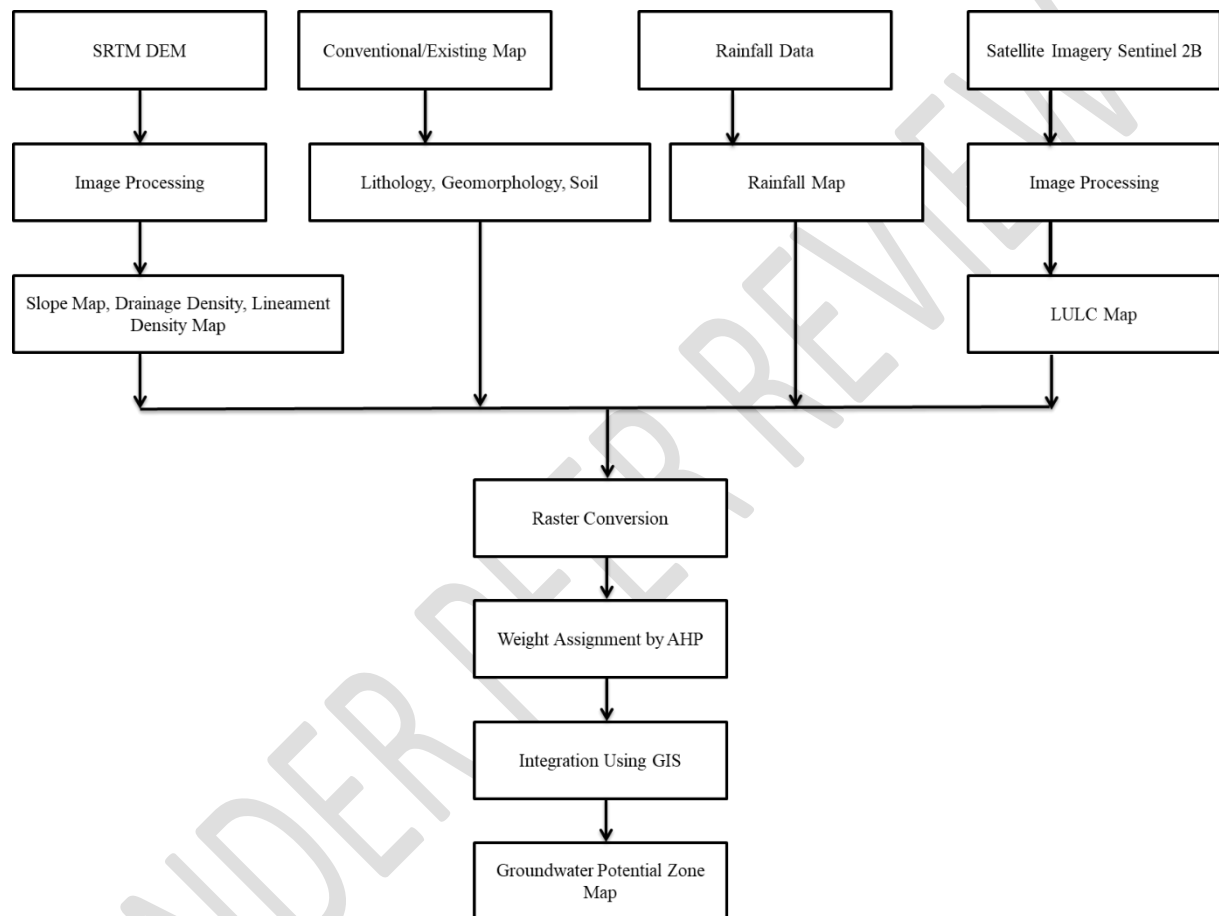 SRTM DEM
Conventional/Existing Map
Rainfall Data
Satellite Imagery Sentinel 2B
Image Processing
Lithology, Geomorphology, Soil
Rainfall Map
Image Processing
Slope Map, Drainage Density, Lineament
Density Map
LULC Map
Raster Conversion
Weight Assignment by AHP
Integration Using GIS
Groundwater Potential Zone
Map
UNDER PEER REVIEW